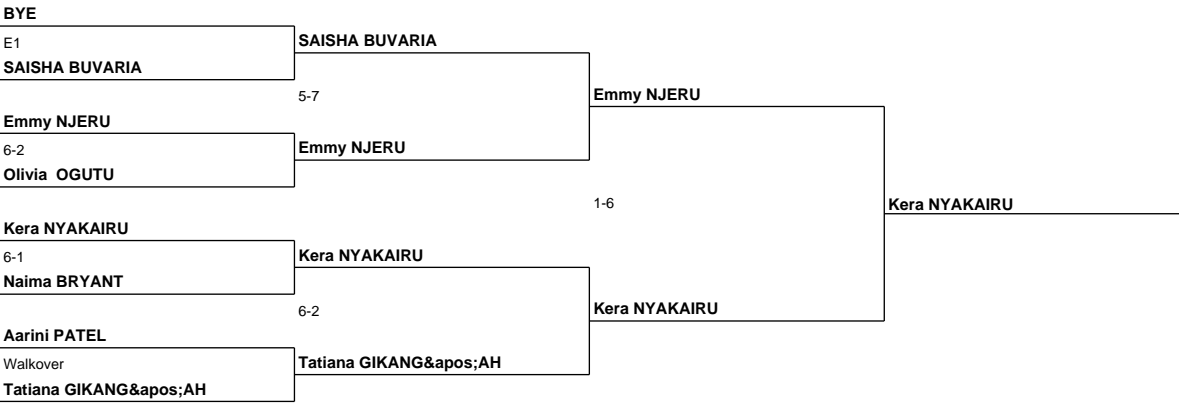 BYE
E1
SAISHA BUVARIA
SAISHA BUVARIA
5-7
Emmy NJERU
Emmy NJERU
6-2
Olivia  OGUTU
Emmy NJERU
1-6
Kera NYAKAIRU
Kera NYAKAIRU
6-1
Naima BRYANT
Kera NYAKAIRU
6-2
Kera NYAKAIRU
Aarini PATEL
Walkover
Tatiana GIKANG&apos;AH
Tatiana GIKANG&apos;AH